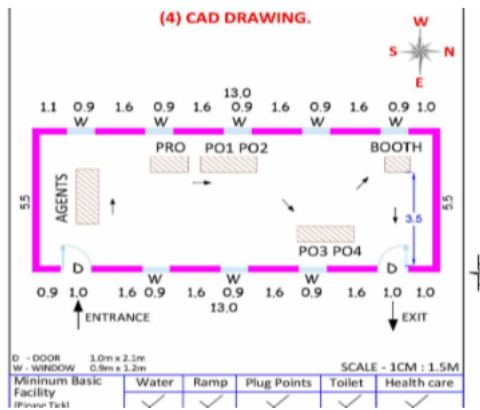 (4) CAD DRAWING.
W
S N
E
13.0
1.1 0.9 1.6 0.9 1.6 0.9 1.6 0.9 1.6 0.9 1.0
W W W W W
PRO PO1 PO2 BOOTH
AGENTS
5.5
5.5
3.5
PO3 PO4
D D
W W W
0.9 1.0 1.6 0.9 1.6 0.9 1.6 0.9 1.6 1.0 1.0
13.0
ENTRANCE EXIT
D - DOOR 1.0m x 2.1m
W - WINDOW 0.9m x 1.2m SCALE - 1CM : 1.5M
Mininum Basic Water Ramp Plug Points Toilet Health care
Facility
(Please Tick)